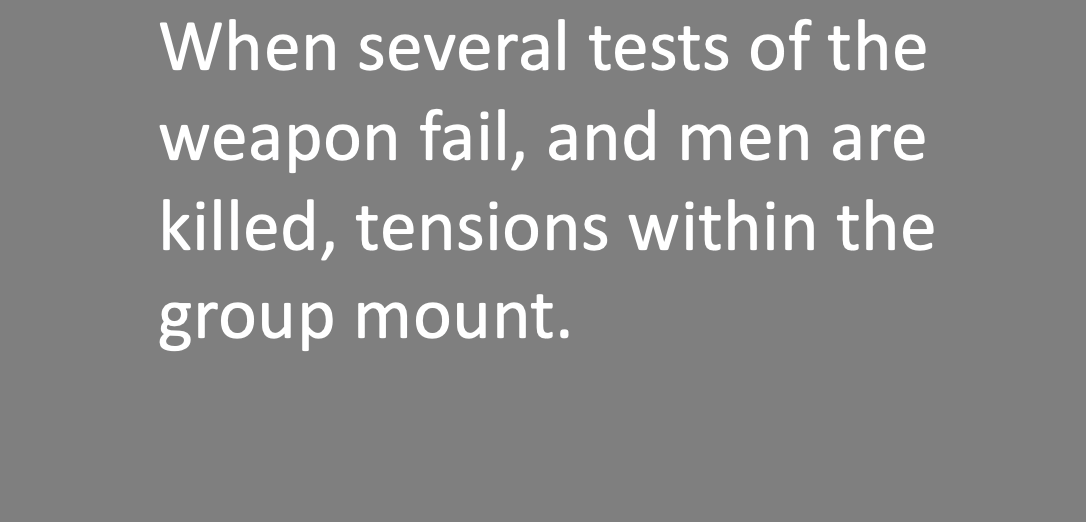 When several tests of the
weapon fail, and men are
killed, tensions within the
group mount.